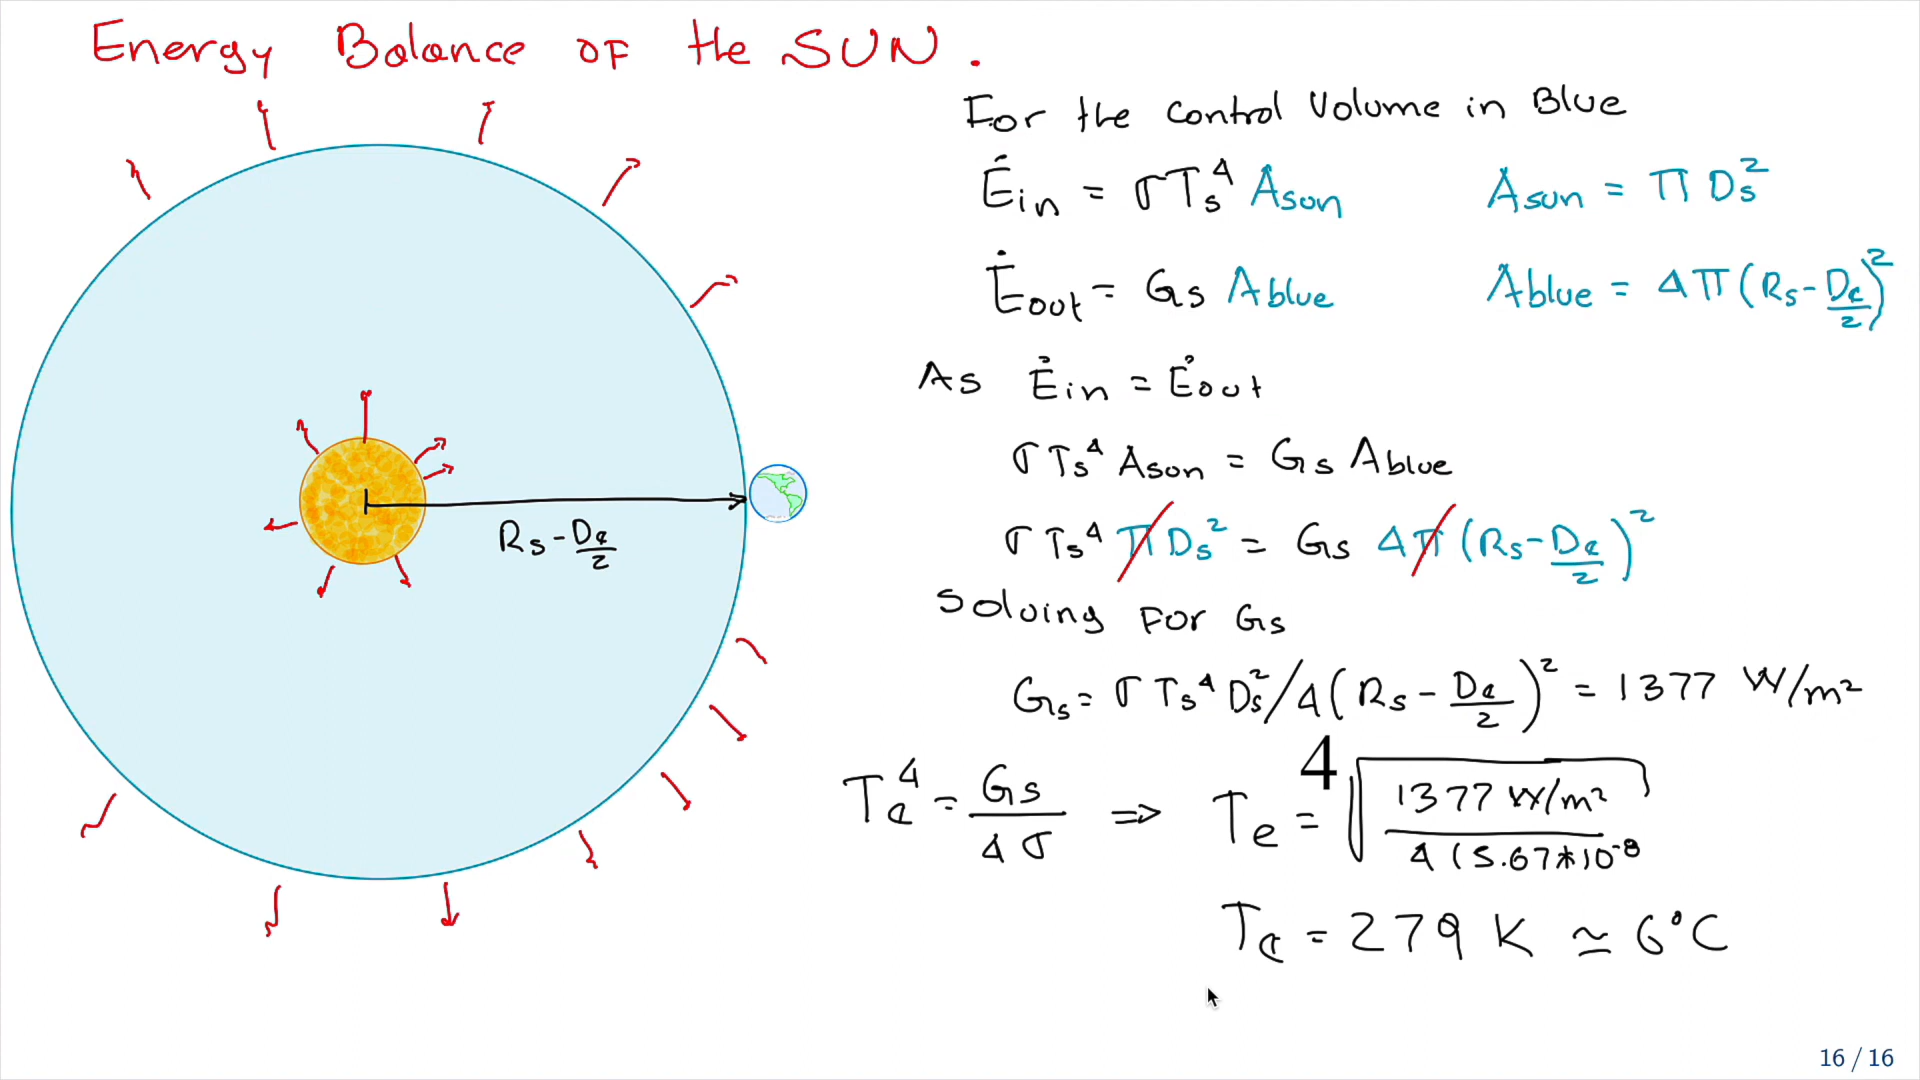 Energy Balance OF the SUN.
For the control Volume in Blue
Ėin = σTs⁴ Asun    Asun = π Ds²
Ėout = Gs Ablue    Ablue = 4π(Rs-De/2)²
As Ėin = Ėout
σTs⁴ Asun = Gs Ablue
σTs⁴ πDs² = Gs 4π(Rs-De/2)²
Rs-De/2
Solving For Gs
Gs = σTs⁴Ds²/4(Rs-De/2)² = 1377 W/m²
Te⁴ = Gs/4σ => Te = ⁴√1377 W/m²/4(5.67*10⁻⁸
Te = 279 K ≃ 6°C
16 / 16